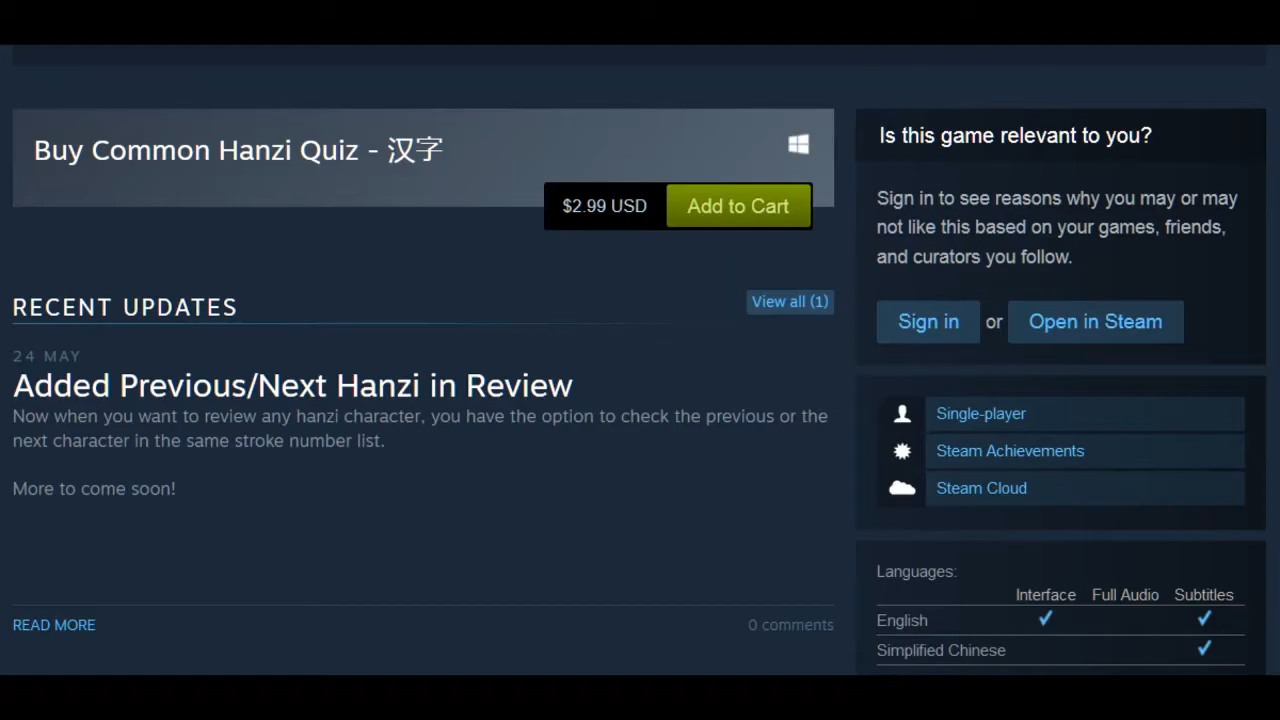 Buy Common Hanzi Quiz - 汉字
$2.99 USD
Add to Cart
RECENT UPDATES
View all (1)
24 MAY
Added Previous/Next Hanzi in Review
Now when you want to review any hanzi character, you have the option to check the previous or the
next character in the same stroke number list.
More to come soon!
READ MORE
0 comments
Is this game relevant to you?
Sign in to see reasons why you may or may
not like this based on your games, friends,
and curators you follow.
Sign in or Open in Steam
Single-player
Steam Achievements
Steam Cloud
Languages:
Interface Full Audio Subtitles
English ✔ ✔
Simplified Chinese ✔